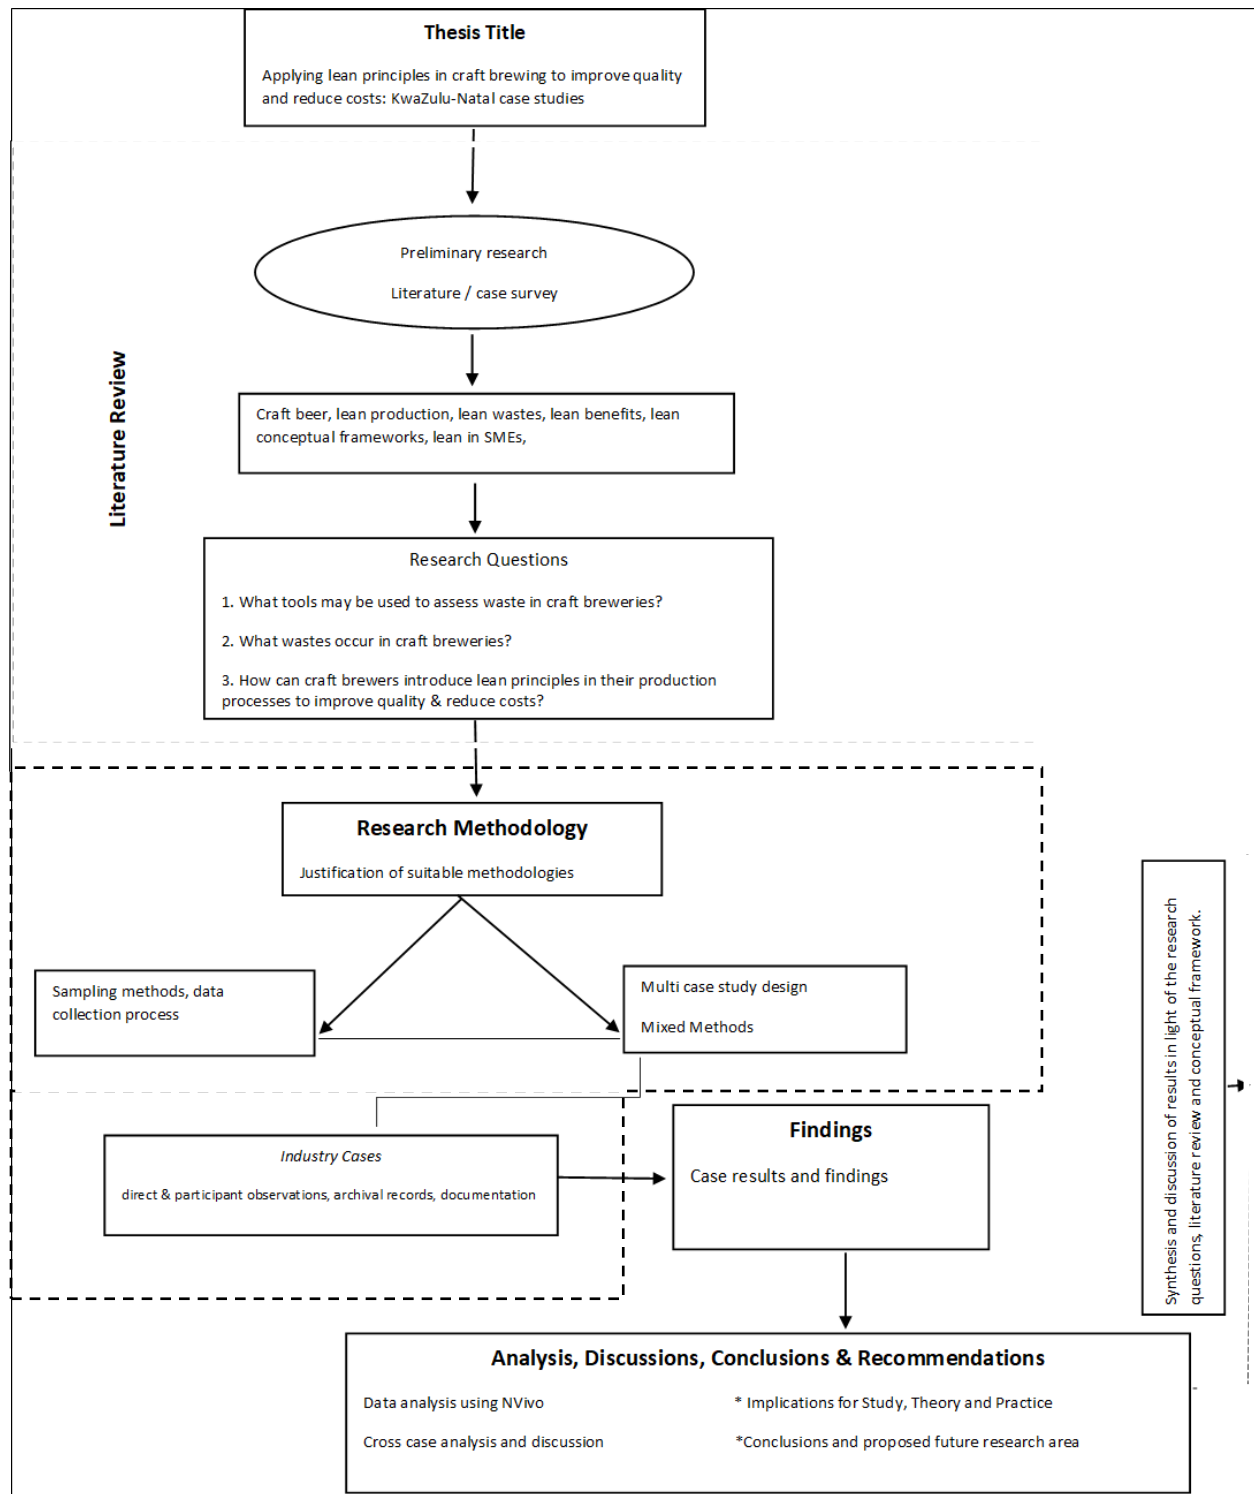 Thesis Title
Applying lean principles in craft brewing to improve quality
and reduce costs: KwaZulu-Natal case studies
Preliminary research
Literature / case survey
Literature Review
Craft beer, lean production, lean wastes, lean benefits, lean
conceptual frameworks, lean in SMEs,
Research Questions
1. What tools may be used to assess waste in craft breweries?
2. What wastes occur in craft breweries?
3. How can craft brewers introduce lean principles in their production
processes to improve quality & reduce costs?
Research Methodology
Justification of suitable methodologies
Sampling methods, data
collection process
Multi case study design
Mixed Methods
Synthesis and discussion of results in light of the research
questions, literature review and conceptual framework.
Industry Cases
direct & participant observations, archival records, documentation
Findings
Case results and findings
Analysis, Discussions, Conclusions & Recommendations
Data analysis using NVivo
* Implications for Study, Theory and Practice
Cross case analysis and discussion
*Conclusions and proposed future research area